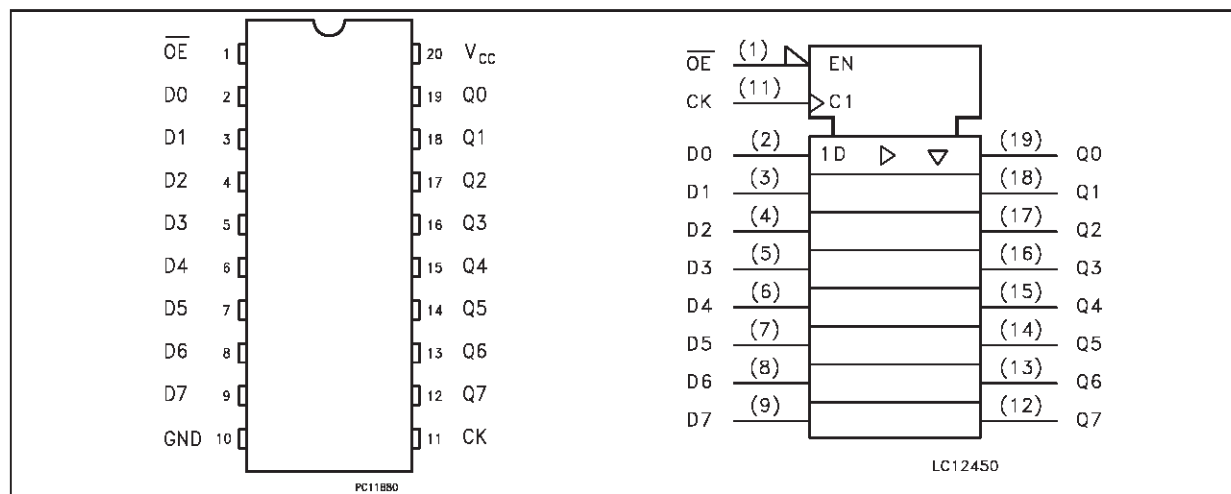 OE 1 20 VCC
D0 2 19 Q0
D1 3 18 Q1
D2 4 17 Q2
D3 5 16 Q3
D4 6 15 Q4
D5 7 14 Q5
D6 8 13 Q6
D7 9 12 Q7
GND 10 11 CK
PC11880
OE (1) EN
CK (11) C1
D0 (2) 1D (19) Q0
D1 (3) (18) Q1
D2 (4) (17) Q2
D3 (5) (16) Q3
D4 (6) (15) Q4
D5 (7) (14) Q5
D6 (8) (13) Q6
D7 (9) (12) Q7
LC12450